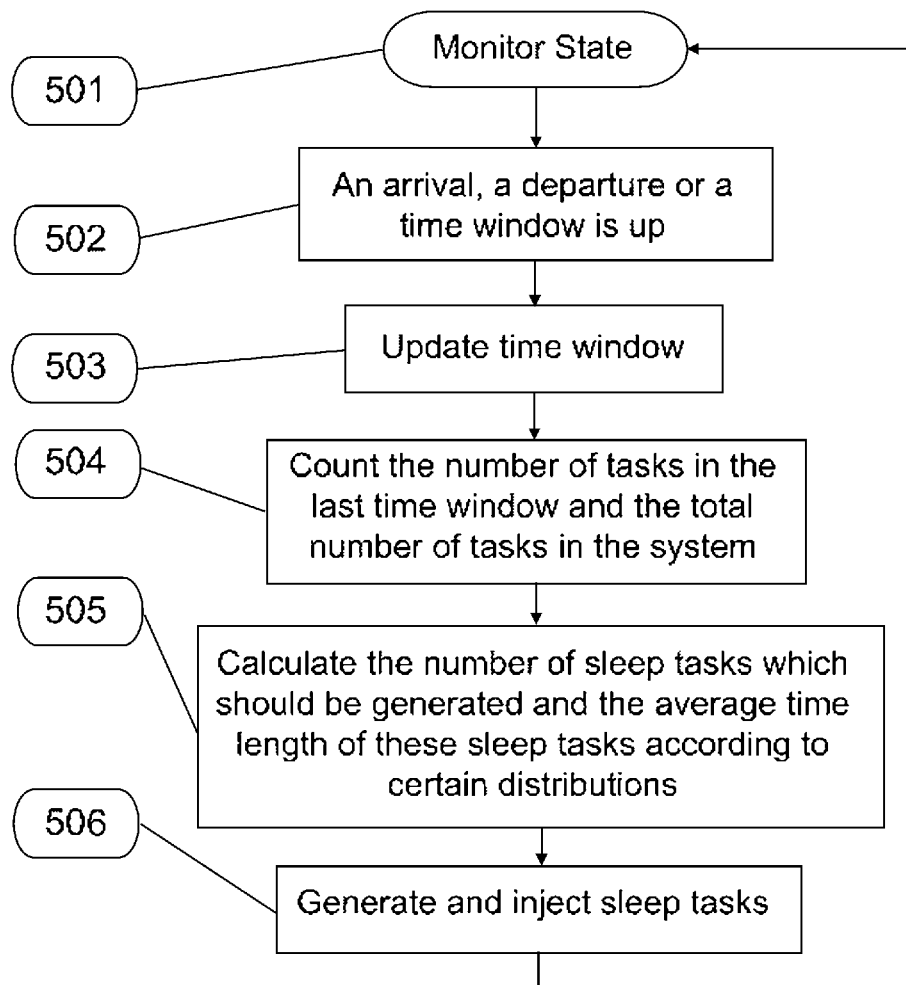 Monitor State
501
An arrival, a departure or a
time window is up
502
Update time window
503
504
Count the number of tasks in the
last time window and the total
number of tasks in the system
505
Calculate the number of sleep tasks which
should be generated and the average time
length of these sleep tasks according to
certain distributions
506
Generate and inject sleep tasks